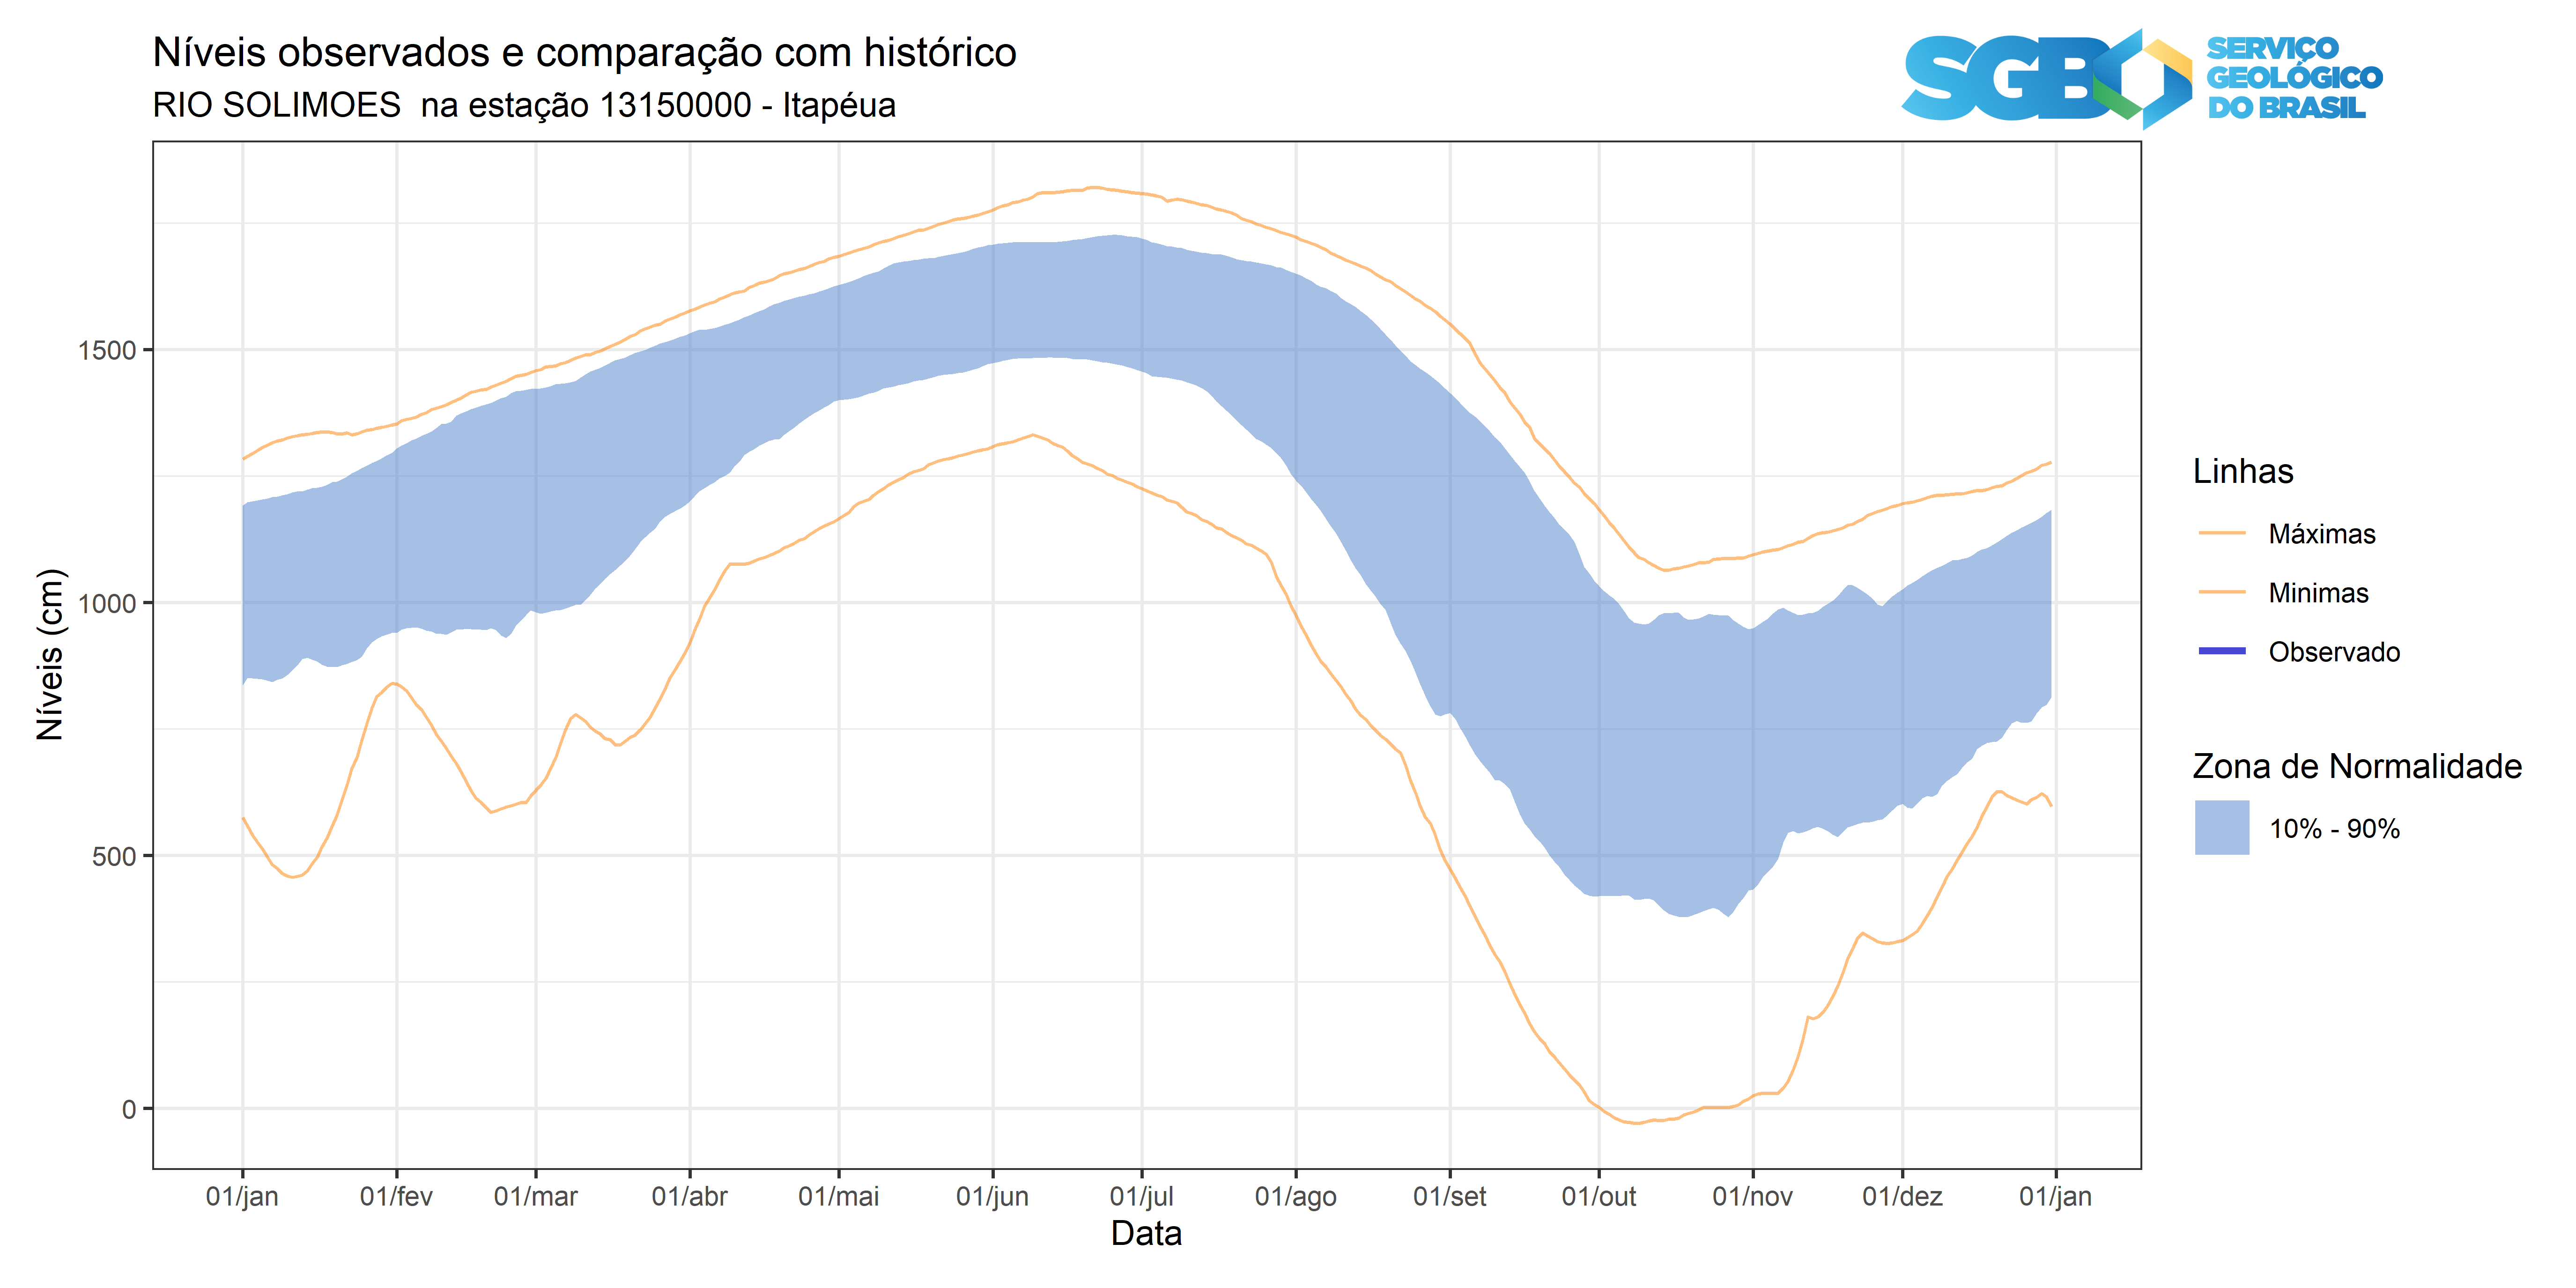 Níveis observados e comparação com histórico
RIO SOLIMOES  na estação 13150000 - Itapéua
SGB
SERVIÇO
GEOLÓGICO
DO BRASIL
Níveis (cm)
1500
1000
500
0
01/jan 01/fev 01/mar 01/abr 01/mai 01/jun 01/jul 01/ago 01/set 01/out 01/nov 01/dez 01/jan
Data
Linhas
Máximas
Minimas
Observado
Zona de Normalidade
10% - 90%